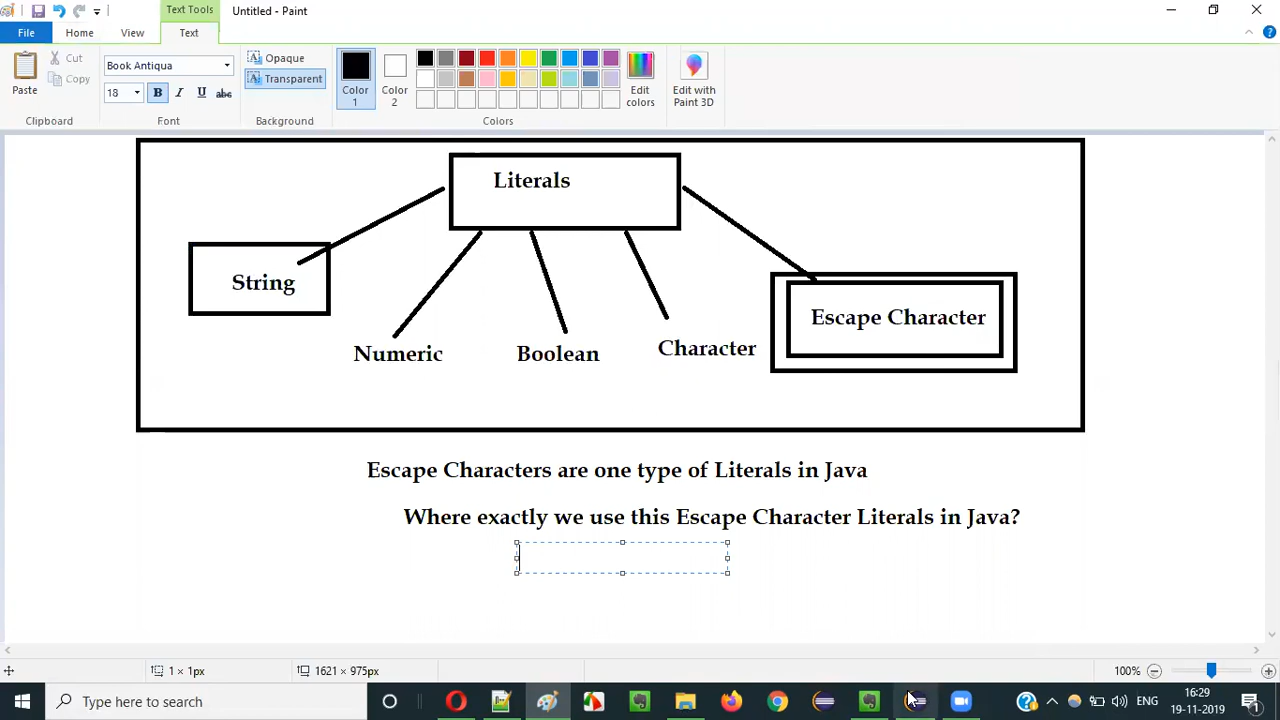 Text Tools
Untitled - Paint
File
Home
View
Text
Paste
Cut
Copy
Clipboard
Book Antiqua
18
B
I
U
abc
Font
Opaque
Transparent
Background
Color 1
Color 2
Edit colors
Colors
Edit with Paint 3D
Literals
String
Numeric
Boolean
Character
Escape Character
Escape Characters are one type of Literals in Java
Where exactly we use this Escape Character Literals in Java?
1 × 1px
1621 × 975px
100%
Type here to search
ENG
16:29
19-11-2019
1